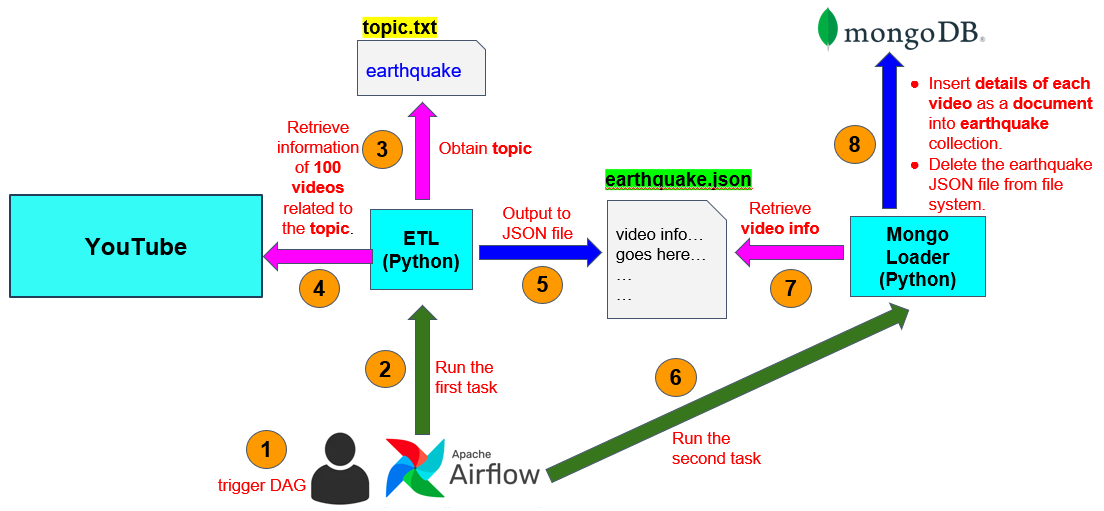 topic.txt
earthquake
mongoDB®
● Insert details of each
video as a document
into earthquake
collection.
● Delete the earthquake
JSON file from file
system.
8
Retrieve
information
of 100
videos
related to
the topic.
3
Obtain topic
earthquake.json
YouTube
4
ETL
(Python)
Output to
JSON file
5
video info…
goes here…
…
…
Retrieve
video info
7
Mongo
Loader
(Python)
2
Run the
first task
6
Run the
second task
1
trigger DAG
Apache
Airflow